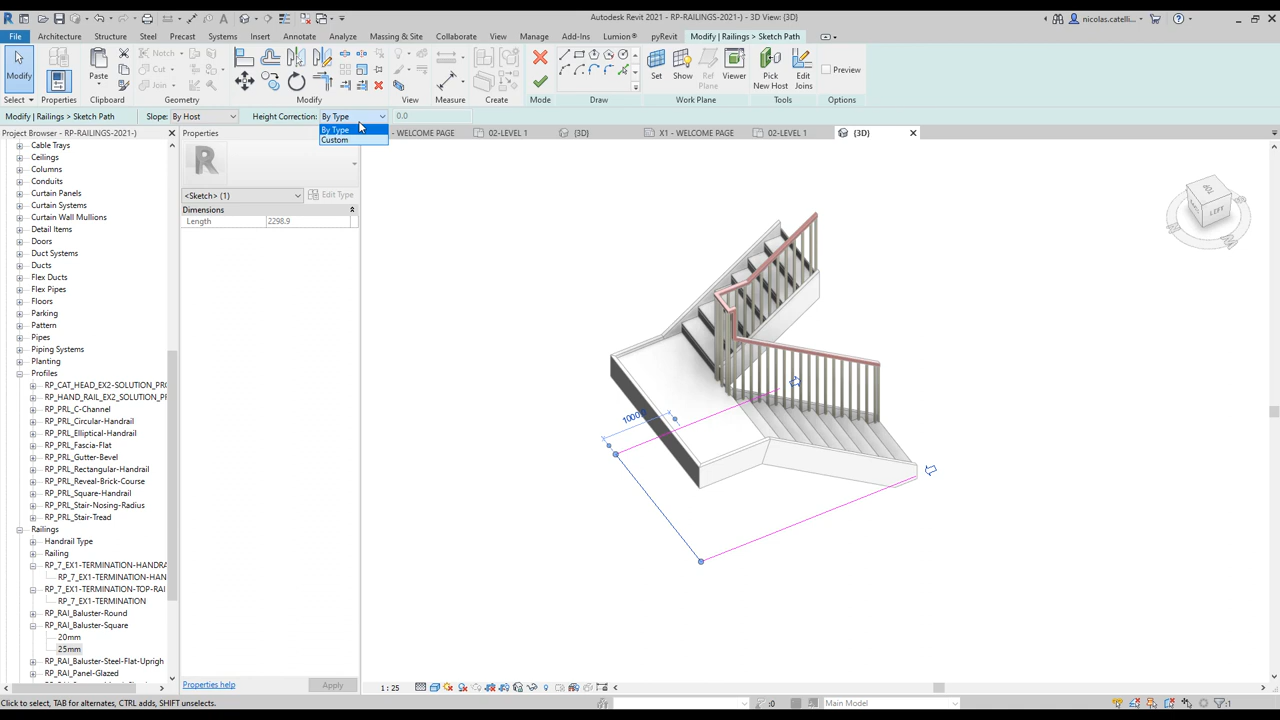 Autodesk Revit 2021 - RP-RAILINGS-2021-) - 3D View: {3D}
nicolas.catelli...
File Architecture Structure Steel Precast Systems Insert Annotate Analyze Massing & Site Collaborate View Manage Add-Ins Lumion® pyRevit Modify | Railings > Sketch Path
Modify
Select
Properties
Paste
Clipboard
Notch
Cut
Join
Geometry
Modify
View
Measure
Create
Mode
Draw
Set
Show
Ref Plane
Viewer
Work Plane
Pick New Host
Edit Joins
Tools
Preview
Options
Modify | Railings > Sketch Path Slope: By Host Height Correction: By Type 0.0
By Type
Custom
Project Browser - RP-RAILINGS-2021-)
Properties
- WELCOME PAGE
02-LEVEL 1
{3D}
X1 - WELCOME PAGE
02-LEVEL 1
{3D}
Cable Trays
Ceilings
Columns
Conduits
Curtain Panels
Curtain Systems
Curtain Wall Mullions
Detail Items
Doors
Duct Systems
Ducts
Flex Ducts
Flex Pipes
Floors
Parking
Pattern
Pipes
Piping Systems
Planting
Profiles
RP_CAT_HEAD_EX2-SOLUTION_PR
RP_HAND_RAIL_EX2-SOLUTION_P
RP_PRL_C-Channel
RP_PRL_Circular-Handrail
RP_PRL_Elliptical-Handrail
RP_PRL_Fascia-Flat
RP_PRL_Gutter-Bevel
RP_PRL_Rectangular-Handrail
RP_PRL_Reveal-Brick-Course
RP_PRL_Square-Handrail
RP_PRL_Stair-Nosing-Radius
RP_PRL_Stair-Tread
Railings
Handrail Type
Railing
RP_7_EX1-TERMINATION-HANDRA
RP_7_EX1-TERMINATION-HAN
RP_7_EX1-TERMINATION-TOP-RAI
RP_7_EX1-TERMINATION
RP_RAI_Baluster-Round
RP_RAI_Baluster-Square
20mm
25mm
RP_RAI_Baluster-Steel-Flat-Uprigh
RP_RAI_Panel-Glazed
R
<Sketch> (1)
Edit Type
Dimensions
Length 2298.9
Properties help
Apply
TOP
LEFT
1000
1 : 25
Click to select, TAB for alternates, CTRL adds, SHIFT unselects.
:0
Main Model
:1